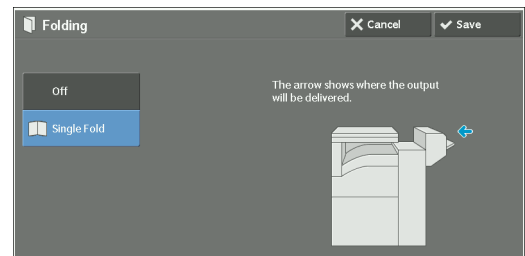 Folding
Cancel
Save
Off
The arrow shows where the output
will be delivered.
Single Fold